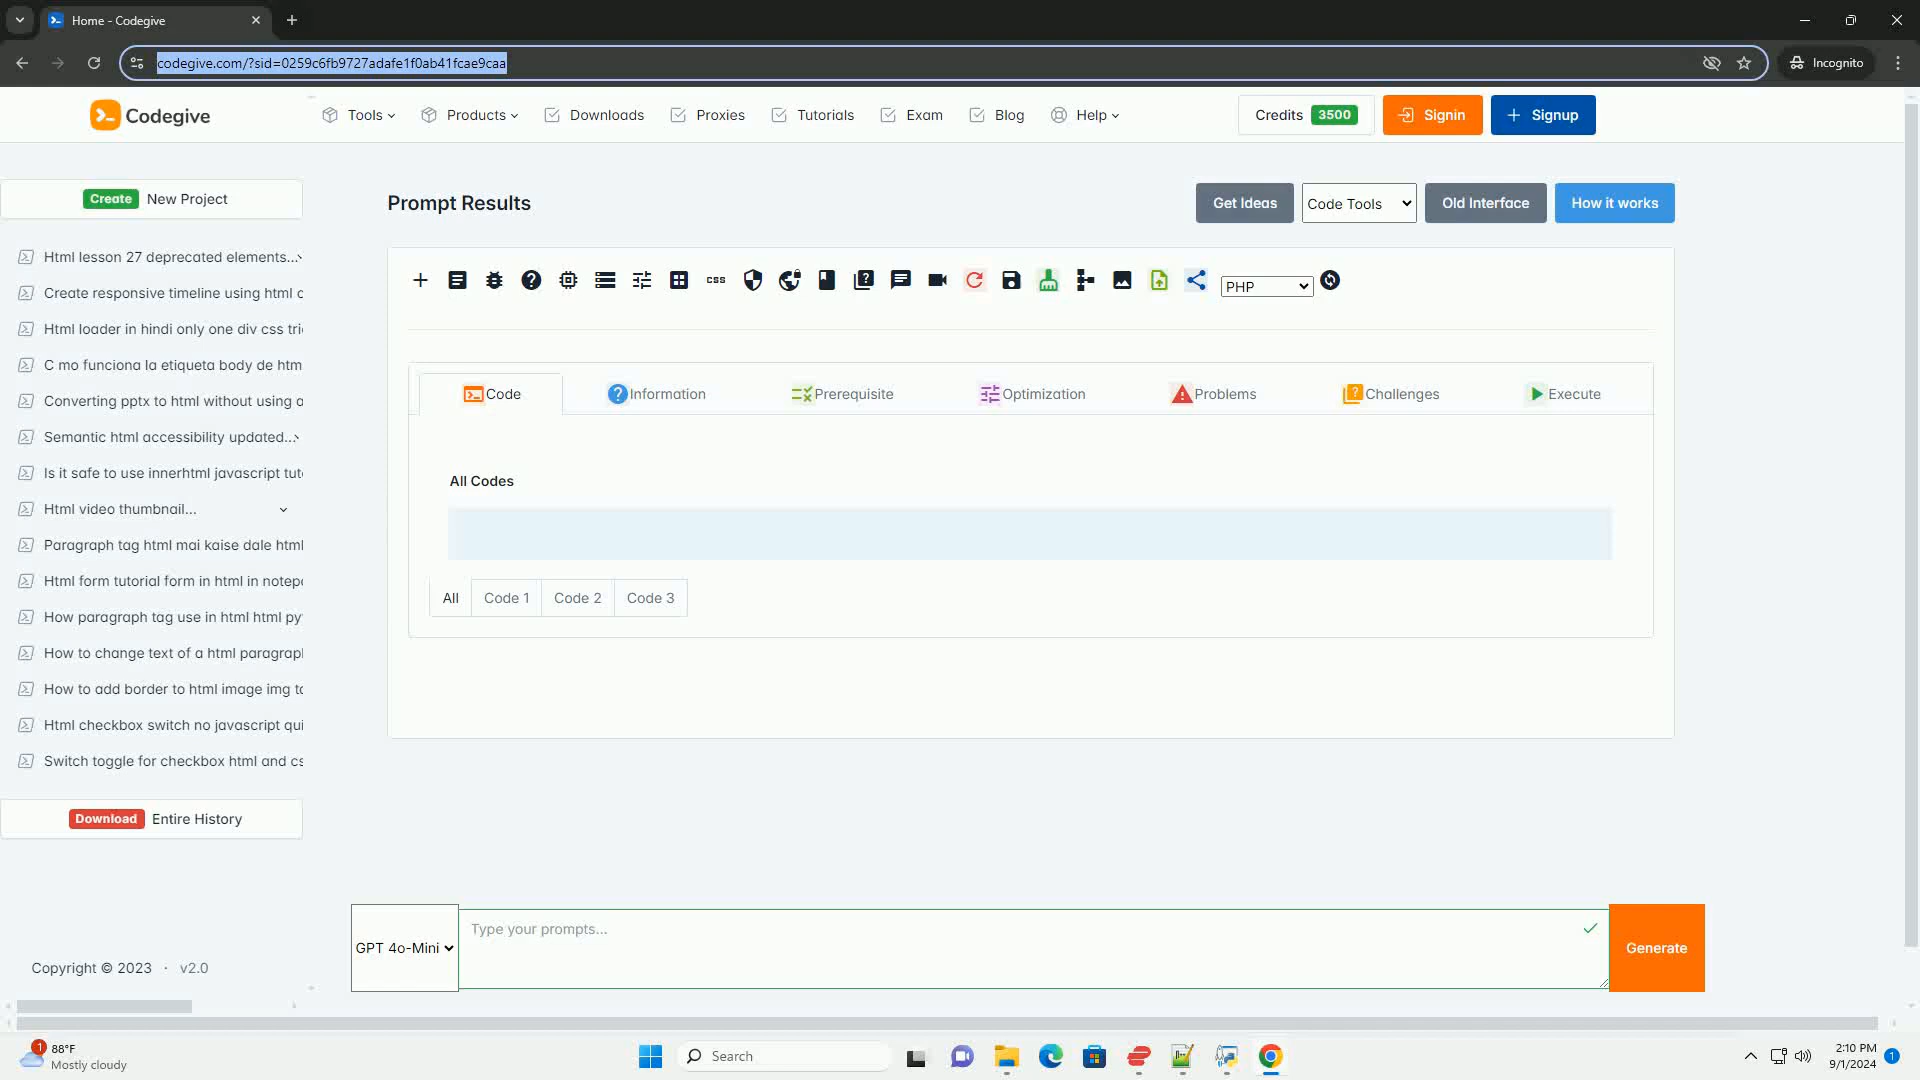 Home - Codegive
codegive.com/?sid=0259c6fb9727adafe1f0ab41fcae9caa
Incognito
Codegive
Tools
Products
Downloads
Proxies
Tutorials
Exam
Blog
Help
Credits 3500
Signin
Signup
Create New Project
Html lesson 27 deprecated elements...
Create responsive timeline using html c
Html loader in hindi only one div css tri
C mo funciona la etiqueta body de htm
Converting pptx to html without using a
Semantic html accessibility updated...
Is it safe to use innerhtml javascript tut
Html video thumbnail...
Paragraph tag html mai kaise dale html
Html form tutorial form in html in notep
How paragraph tag use in html html py
How to change text of a html paragrap
How to add border to html image img t
Html checkbox switch no javascript qui
Switch toggle for checkbox html and cs
Download Entire History
Copyright © 2023 · v2.0
Prompt Results
Get Ideas
Code Tools
Old Interface
How it works
css
PHP
Code
Information
Prerequisite
Optimization
Problems
Challenges
Execute
All Codes
All
Code 1
Code 2
Code 3
GPT 4o-Mini
Type your prompts...
Generate
1
88°F
Mostly cloudy
Search
2:10 PM
9/1/2024
1